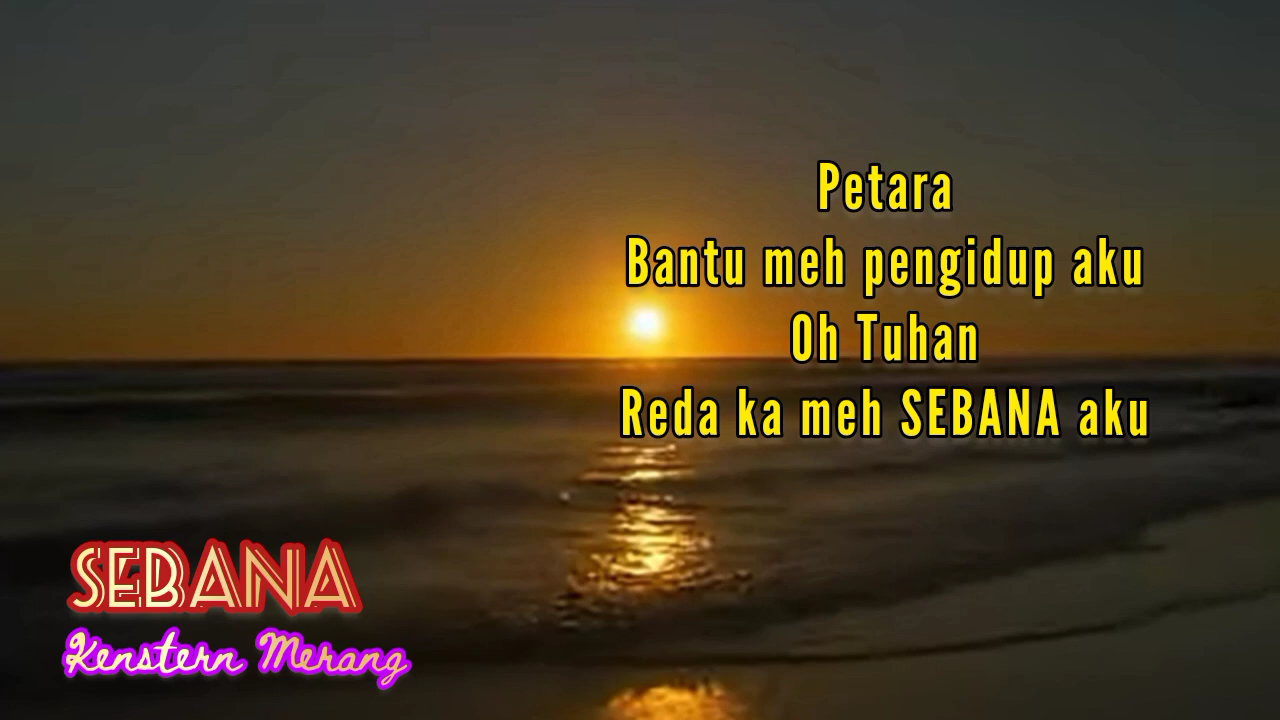 Petara
Bantu meh pengidup aku
Oh Tuhan
Reda ka meh SEBANA aku
SEBANA
Kenstern Merang